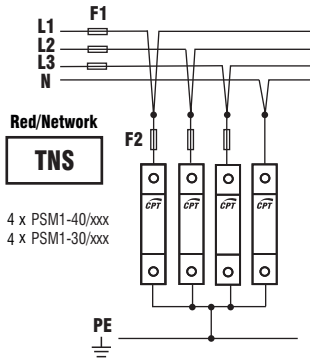 F1
L1
L2
L3
N
Red/Network
F2
TNS
CPT CPT CPT CPT
4 x PSM1-40/xxx
4 x PSM1-30/xxx
PE